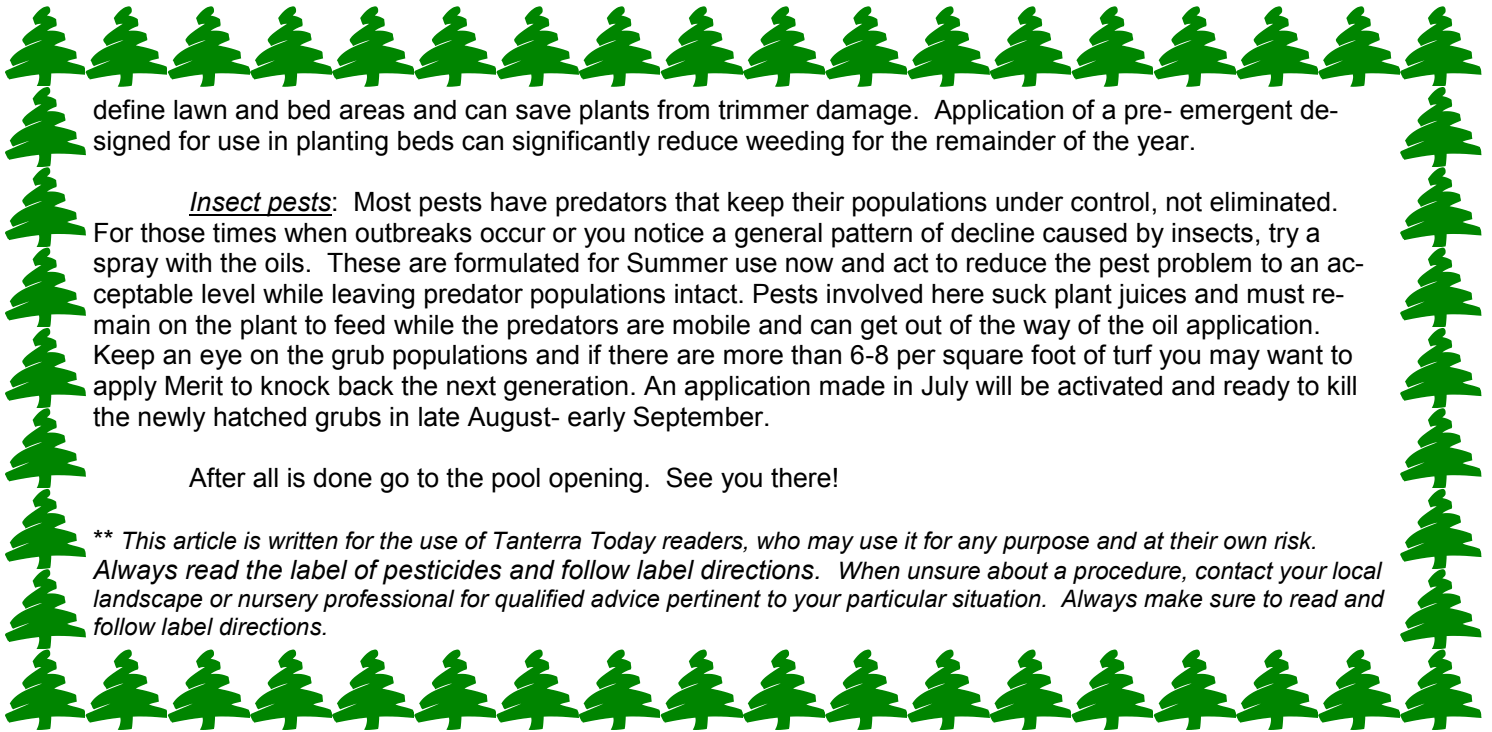 define lawn and bed areas and can save plants from trimmer damage.  Application of a pre- emergent de-
signed for use in planting beds can significantly reduce weeding for the remainder of the year.
Insect pests:  Most pests have predators that keep their populations under control, not eliminated.
For those times when outbreaks occur or you notice a general pattern of decline caused by insects, try a
spray with the oils.  These are formulated for Summer use now and act to reduce the pest problem to an ac-
ceptable level while leaving predator populations intact. Pests involved here suck plant juices and must re-
main on the plant to feed while the predators are mobile and can get out of the way of the oil application.
Keep an eye on the grub populations and if there are more than 6-8 per square foot of turf you may want to
apply Merit to knock back the next generation. An application made in July will be activated and ready to kill
the newly hatched grubs in late August- early September.
After all is done go to the pool opening.  See you there!
** This article is written for the use of Tanterra Today readers, who may use it for any purpose and at their own risk.
Always read the label of pesticides and follow label directions.  When unsure about a procedure, contact your local
landscape or nursery professional for qualified advice pertinent to your particular situation.  Always make sure to read and
follow label directions.